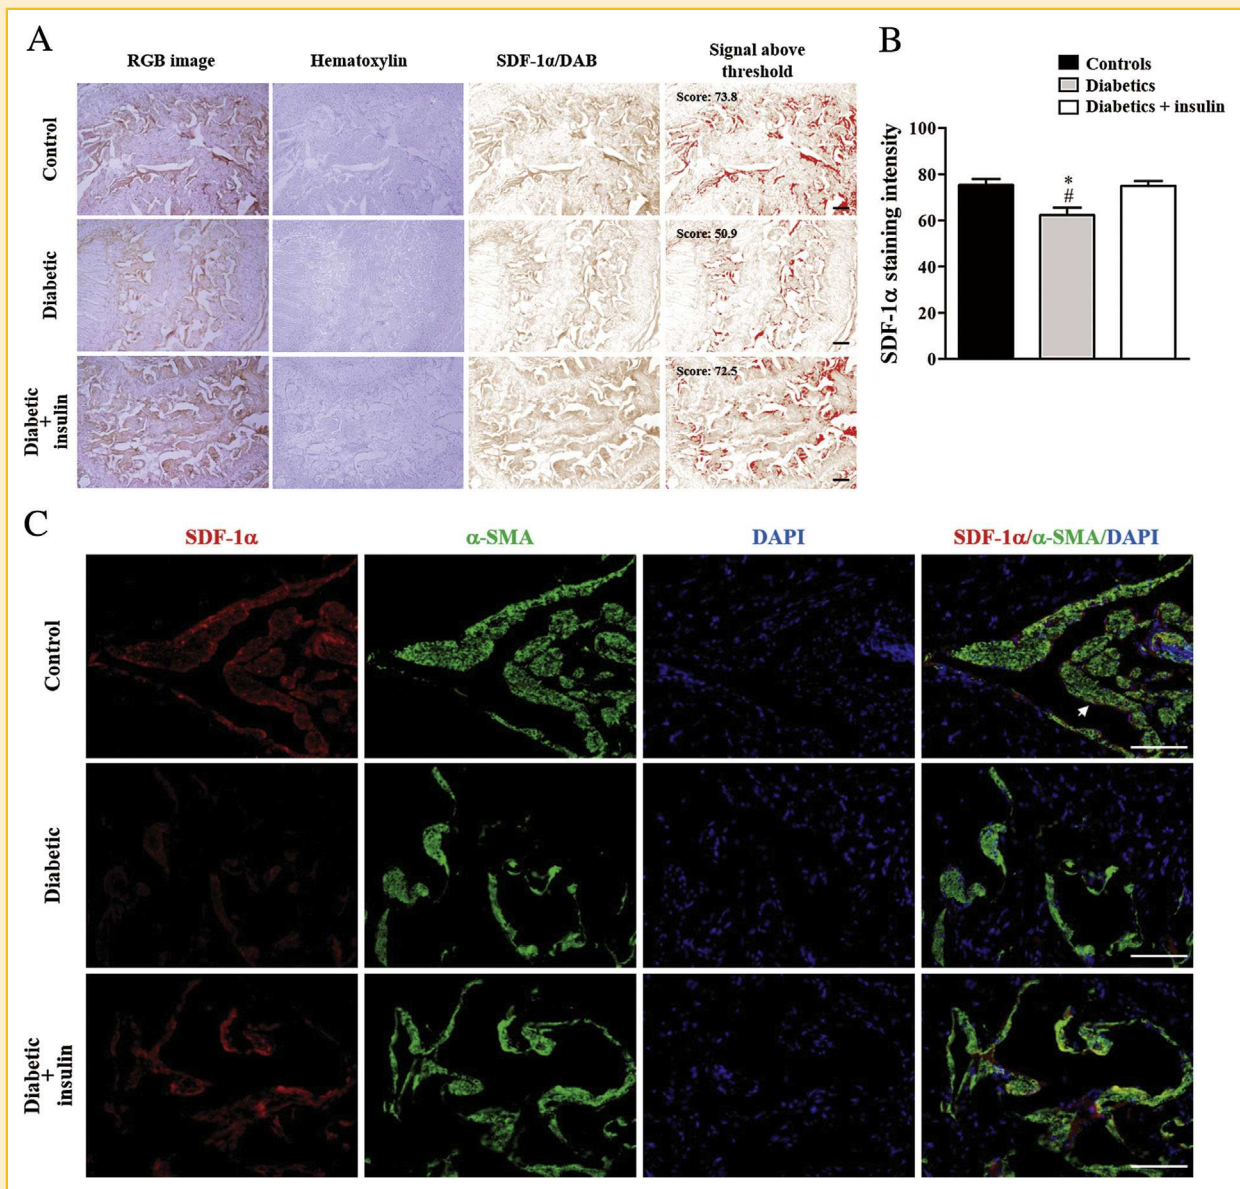 A
RGB image
Hematoxylin
SDF-1α/DAB
Signal above
threshold
Control
Score: 73.8
Diabetic
Score: 50.9
Diabetic
+
insulin
Score: 72.5
B
Controls
Diabetics
Diabetics + insulin
SDF-1α staining intensity
100
80
60
40
20
0
*
#
C
SDF-1α
α-SMA
DAPI
SDF-1α/α-SMA/DAPI
Control
Diabetic
Diabetic
+
insulin